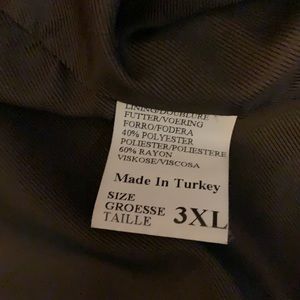 LINING/DOUBLURE
FUTTER/VOERING
FORRO/FODERA
40% POLYESTER
POLIESTER/POLIESTERE
60% RAYON
VISKOSE/VISCOSA
Made In Turkey
SIZE
GROESSE 3XL
TAILLE